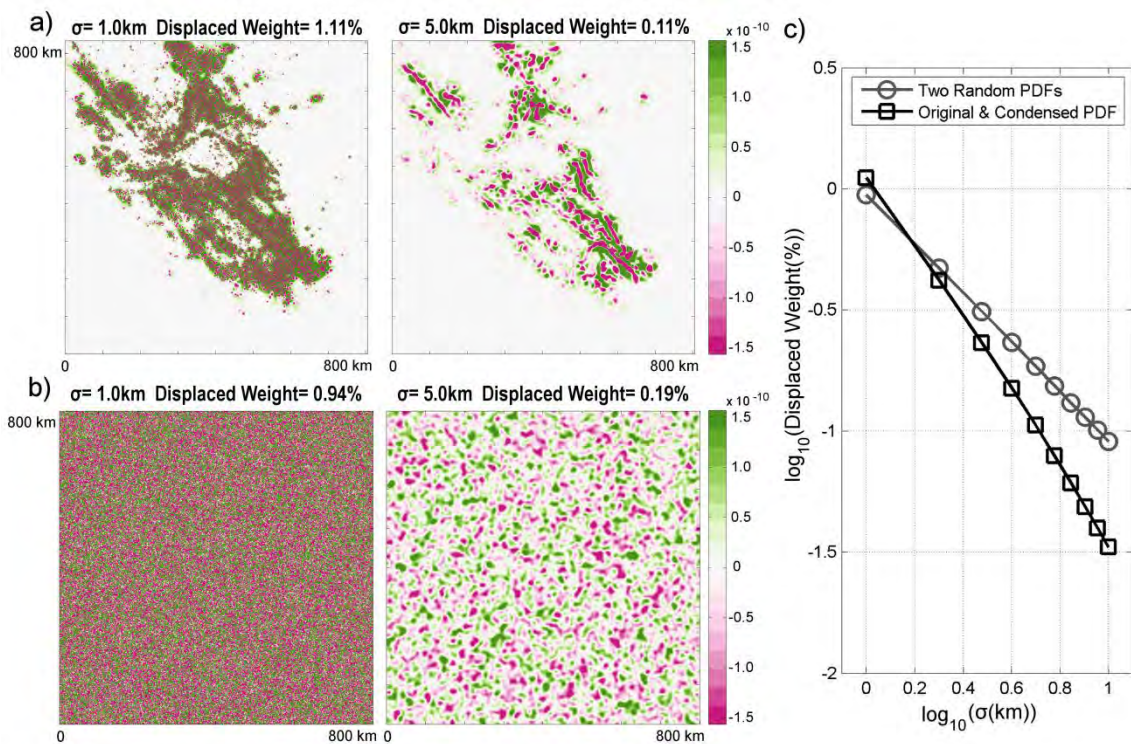 a)
σ= 1.0km Displaced Weight= 1.11%
σ= 5.0km Displaced Weight= 0.11%
800 km
0
800 km
0
800 km
x 10⁻¹⁰
1.5
1.0
0.5
0
-0.5
-1.0
-1.5
b)
σ= 1.0km Displaced Weight= 0.94%
σ= 5.0km Displaced Weight= 0.19%
800 km
0
800 km
0
800 km
x 10⁻¹⁰
1.5
1.0
0.5
0
-0.5
-1.0
-1.5
c)
Two Random PDFs
Original & Condensed PDF
log₁₀(Displaced Weight(%))
0.5
0
-0.5
-1
-1.5
-2
0 0.2 0.4 0.6 0.8 1
log₁₀(σ(km))